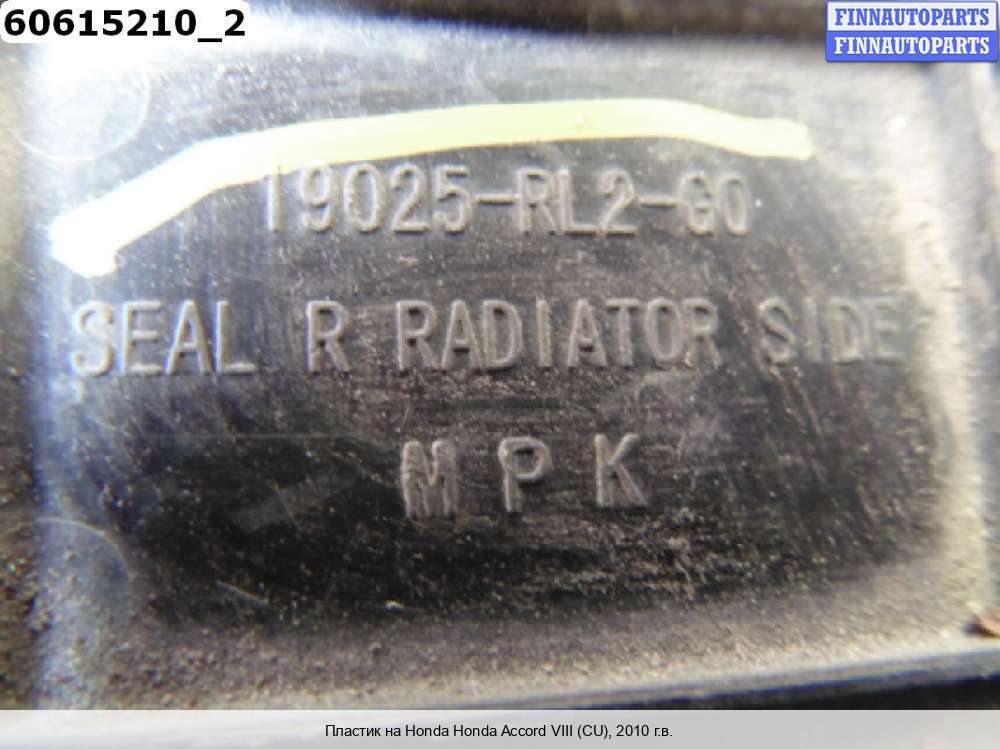 60615210_2
FINNAUTOPARTS
FINNAUTOPARTS
19025-RL2-G0
SEAL R RADIATOR SIDE
MPK
Пластик на Honda Honda Accord VIII (CU), 2010 г.в.